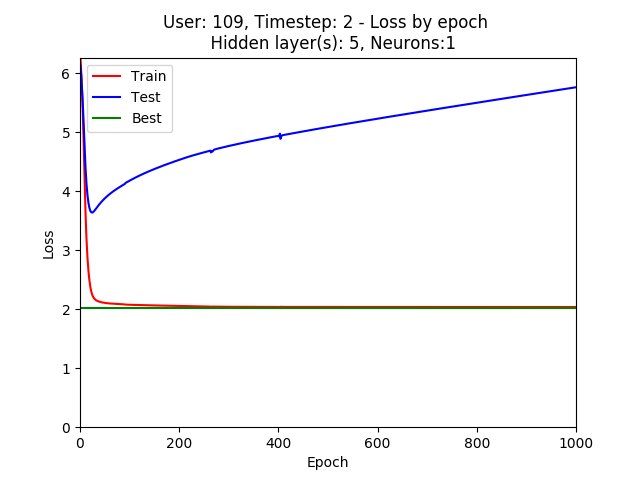 User: 109, Timestep: 2 - Loss by epoch
Hidden layer(s): 5, Neurons:1
Train
Test
Best
Loss
6
5
4
3
2
1
0
0 200 400 600 800 1000
Epoch